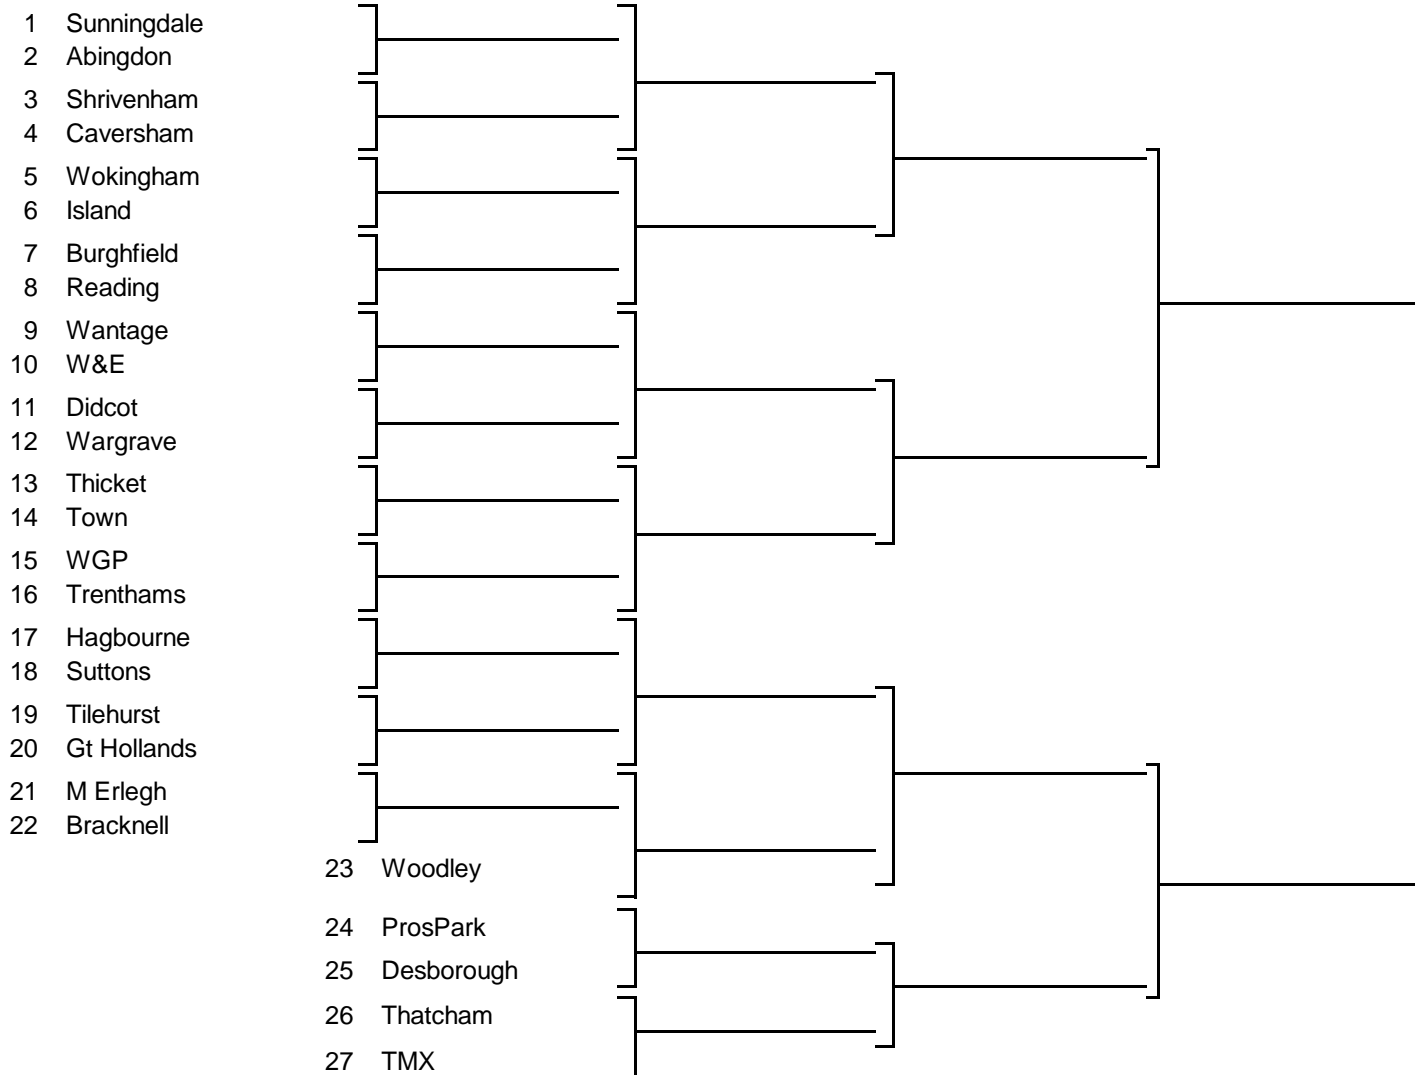 1 Sunningdale
2 Abingdon
3 Shrivenham
4 Caversham
5 Wokingham
6 Island
7 Burghfield
8 Reading
9 Wantage
10 W&E
11 Didcot
12 Wargrave
13 Thicket
14 Town
15 WGP
16 Trenthams
17 Hagbourne
18 Suttons
19 Tilehurst
20 Gt Hollands
21 M Erlegh
22 Bracknell
23 Woodley
24 ProsPark
25 Desborough
26 Thatcham
27 TMX